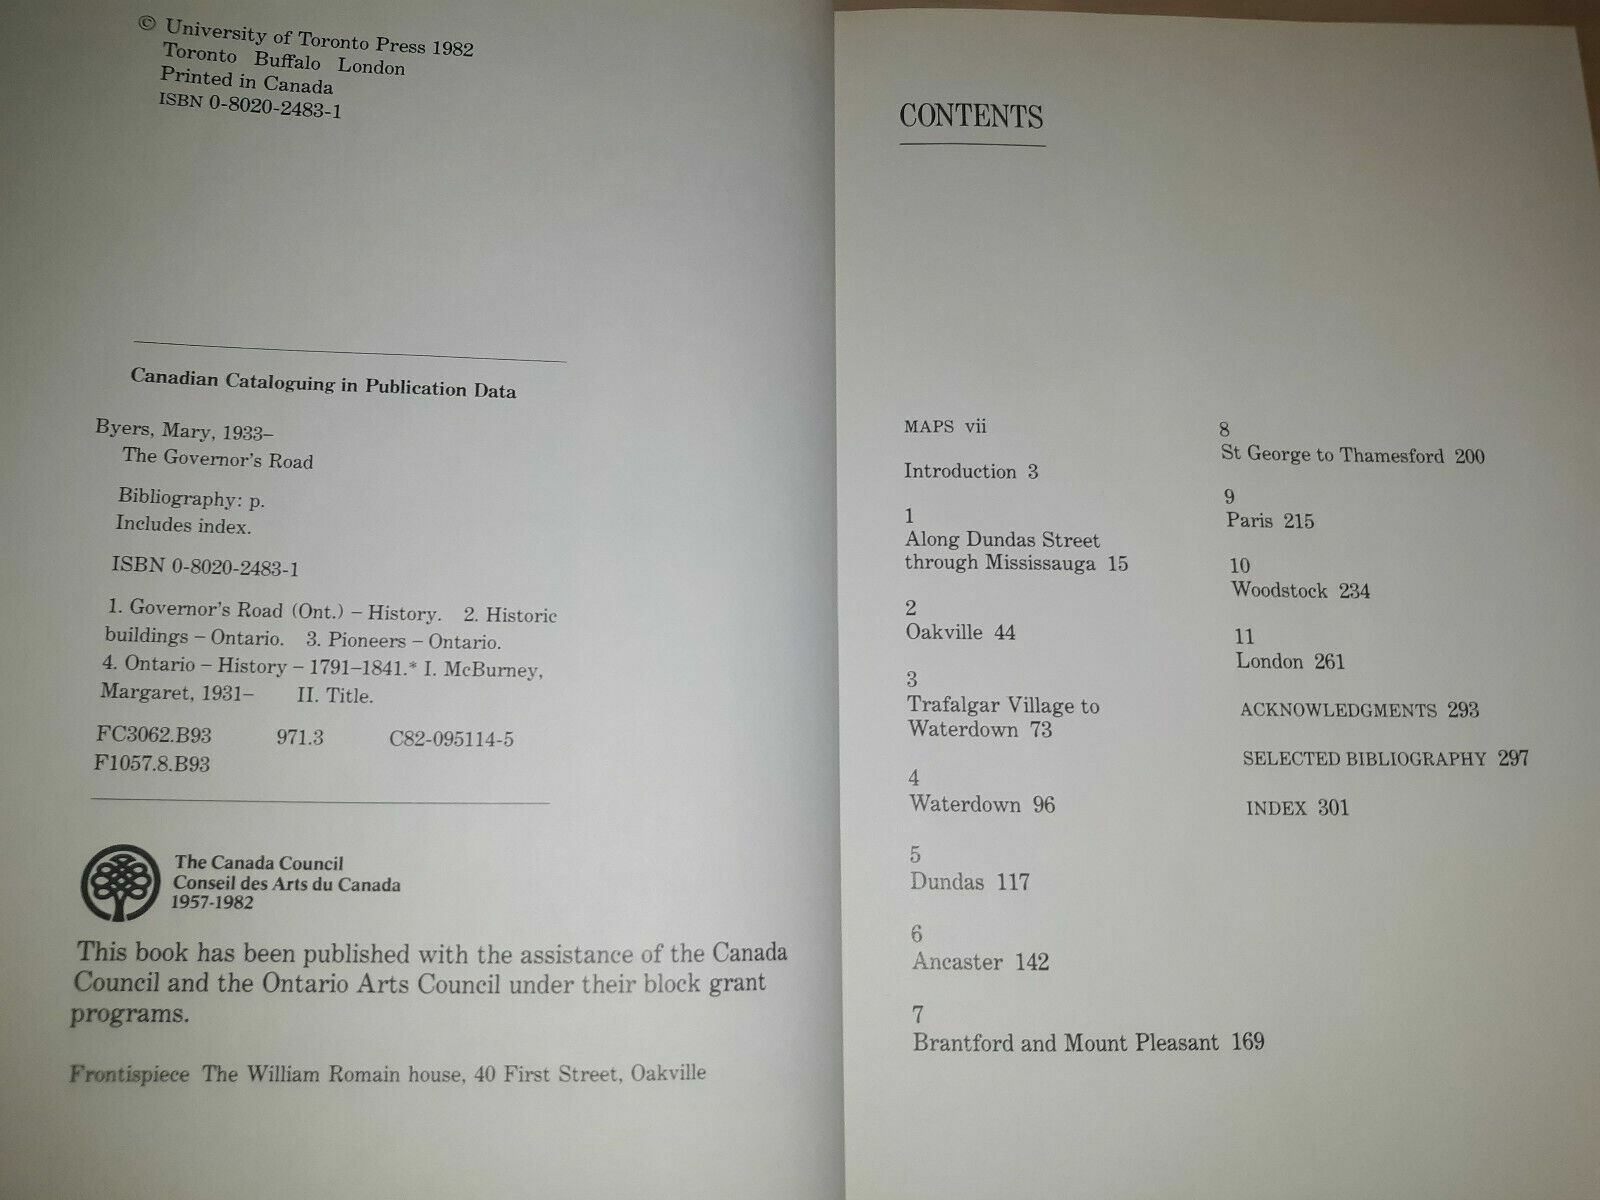 © University of Toronto Press 1982
Toronto Buffalo London
Printed in Canada
ISBN 0-8020-2483-1
Canadian Cataloguing in Publication Data
Byers, Mary, 1933–
The Governor's Road
Bibliography: p.
Includes index.
ISBN 0-8020-2483-1
1. Governor's Road (Ont.) – History. 2. Historic
buildings – Ontario. 3. Pioneers – Ontario.
4. Ontario – History – 1791–1841.* I. McBurney,
Margaret, 1931– II. Title.
FC3062.B93 971.3 C82-095114-5
F1057.8.B93
The Canada Council
Conseil des Arts du Canada
1957-1982
This book has been published with the assistance of the Canada
Council and the Ontario Arts Council under their block grant
programs.
Frontispiece The William Romain house, 40 First Street, Oakville
CONTENTS
MAPS vii
Introduction 3
1
Along Dundas Street
through Mississauga 15
2
Oakville 44
3
Trafalgar Village to
Waterdown 73
4
Waterdown 96
5
Dundas 117
6
Ancaster 142
7
Brantford and Mount Pleasant 169
8
St George to Thamesford 200
9
Paris 215
10
Woodstock 234
11
London 261
ACKNOWLEDGMENTS 293
SELECTED BIBLIOGRAPHY 297
INDEX 301